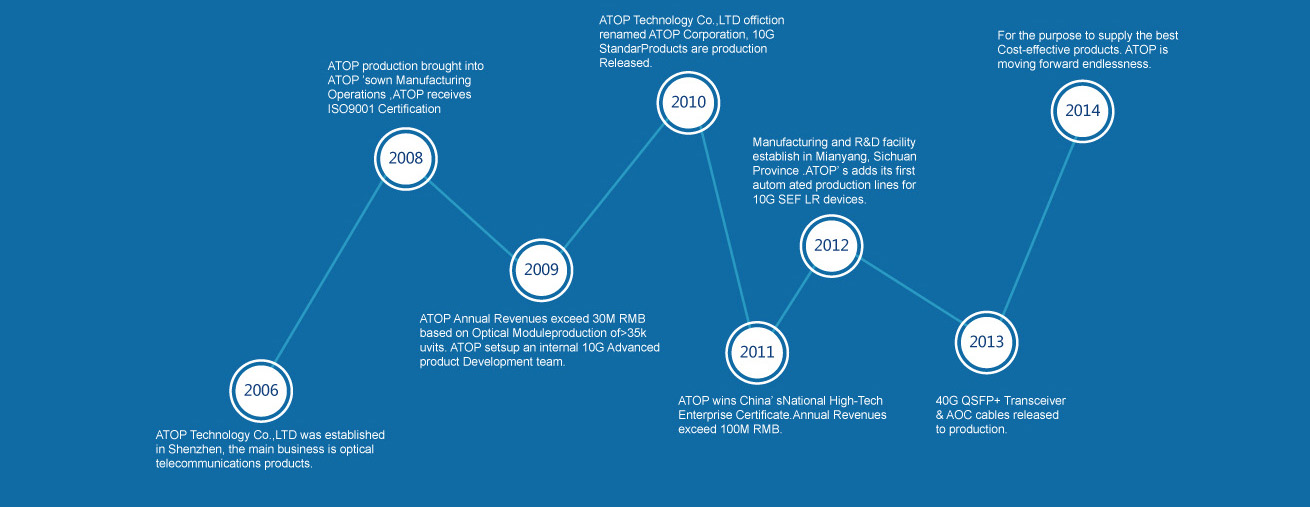 2006
ATOP Technology Co.,LTD was established
in Shenzhen, the main business is optical
telecommunications products.
ATOP production brought into
ATOP 'sown Manufacturing
Operations ,ATOP receives
ISO9001 Certification
2008
2009
ATOP Annual Revenues exceed 30M RMB
based on Optical Moduleproduction of>35k
uvits. ATOP setsup an internal 10G Advanced
product Development team.
ATOP Technology Co.,LTD offiction
renamed ATOP Corporation, 10G
StandarProducts are production
Released.
2010
2011
ATOP wins China’ sNational High-Tech
Enterprise Certificate.Annual Revenues
exceed 100M RMB.
Manufacturing and R&D facility
establish in Mianyang, Sichuan
Province .ATOP’ s adds its first
autom ated production lines for
10G SEF LR devices.
2012
2013
40G QSFP+ Transceiver
& AOC cables released
to production.
For the purpose to supply the best
Cost-effective products. ATOP is
moving forward endlessness.
2014